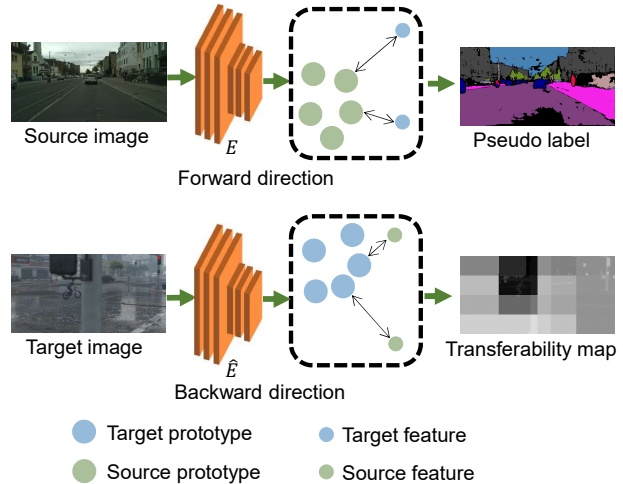 Source image
E
Pseudo label
Forward direction
Target image
Ê
Transferability map
Backward direction
Target prototype
Target feature
Source prototype
Source feature